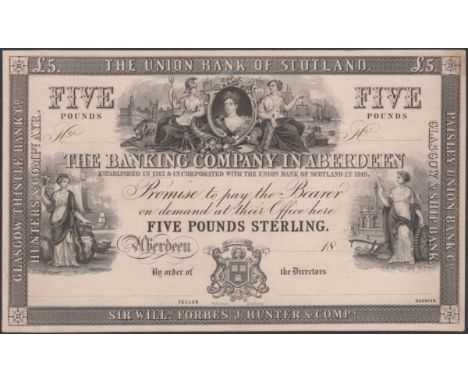 £5. THE UNION BANK OF SCOTLAND. £5.
FIVE FIVE
POUNDS POUNDS
No No
THE BANKING COMPANY IN ABERDEEN
ESTABLISHED IN 1767 & INCORPORATED WITH THE UNION BANK OF SCOTLAND IN 1849.
Promise to pay the Bearer
on demand at their Office here
FIVE POUNDS STERLING.
Aberdeen 18
By order of the Directors
TELLER CASHIER
SIR WILLM. FORBES, J. HUNTER & COMPY.
GLASGOW THISTLE BANK Co.
HUNTERS & COMPY. AYR.
PAISLEY UNION BANK Co.
GLASGOW & SHIP BANK